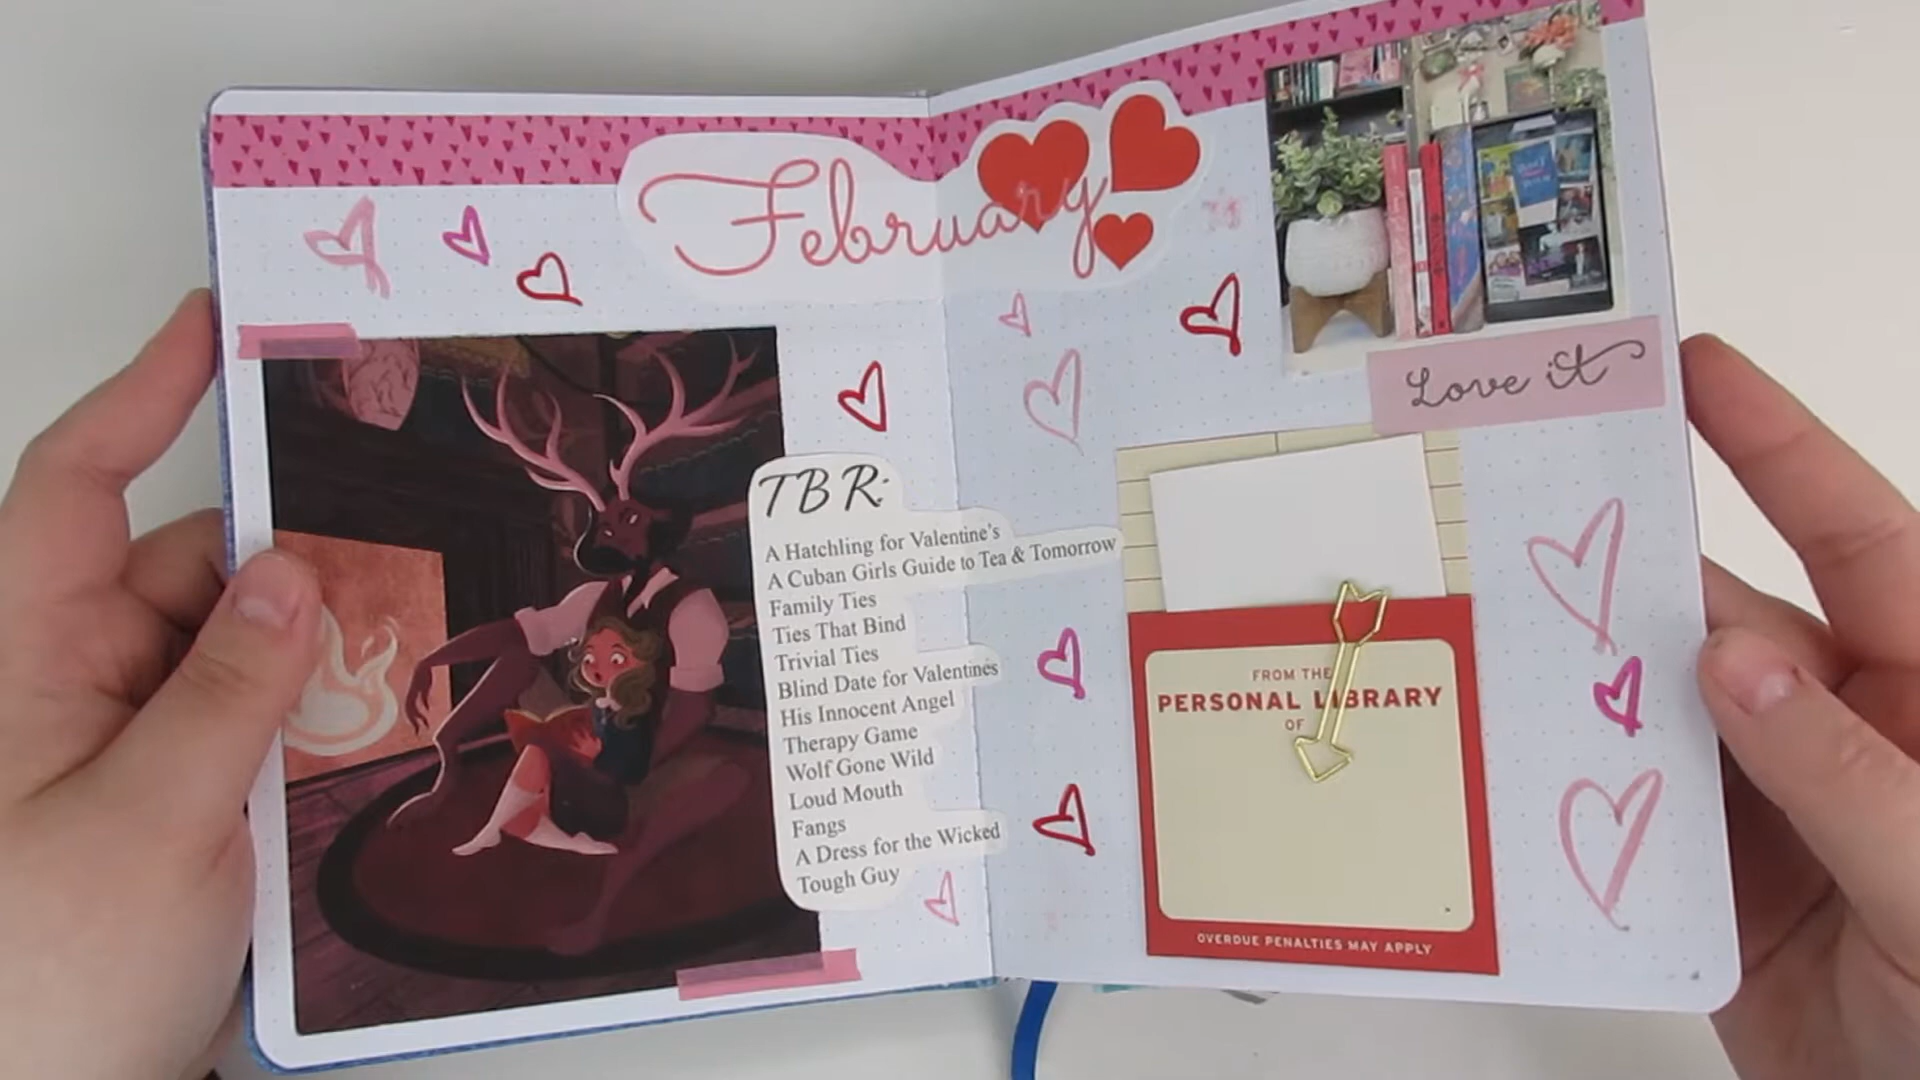 February
TBR:
A Hatchling for Valentine's
A Cuban Girls Guide to Tea & Tomorrow
Family Ties
Ties That Bind
Trivial Ties
Blind Date for Valentines
His Innocent Angel
Therapy Game
Wolf Gone Wild
Loud Mouth
Fangs
A Dress for the Wicked
Tough Guy
Love it
FROM THE
PERSONAL LIBRARY
OF
OVERDUE PENALTIES MAY APPLY